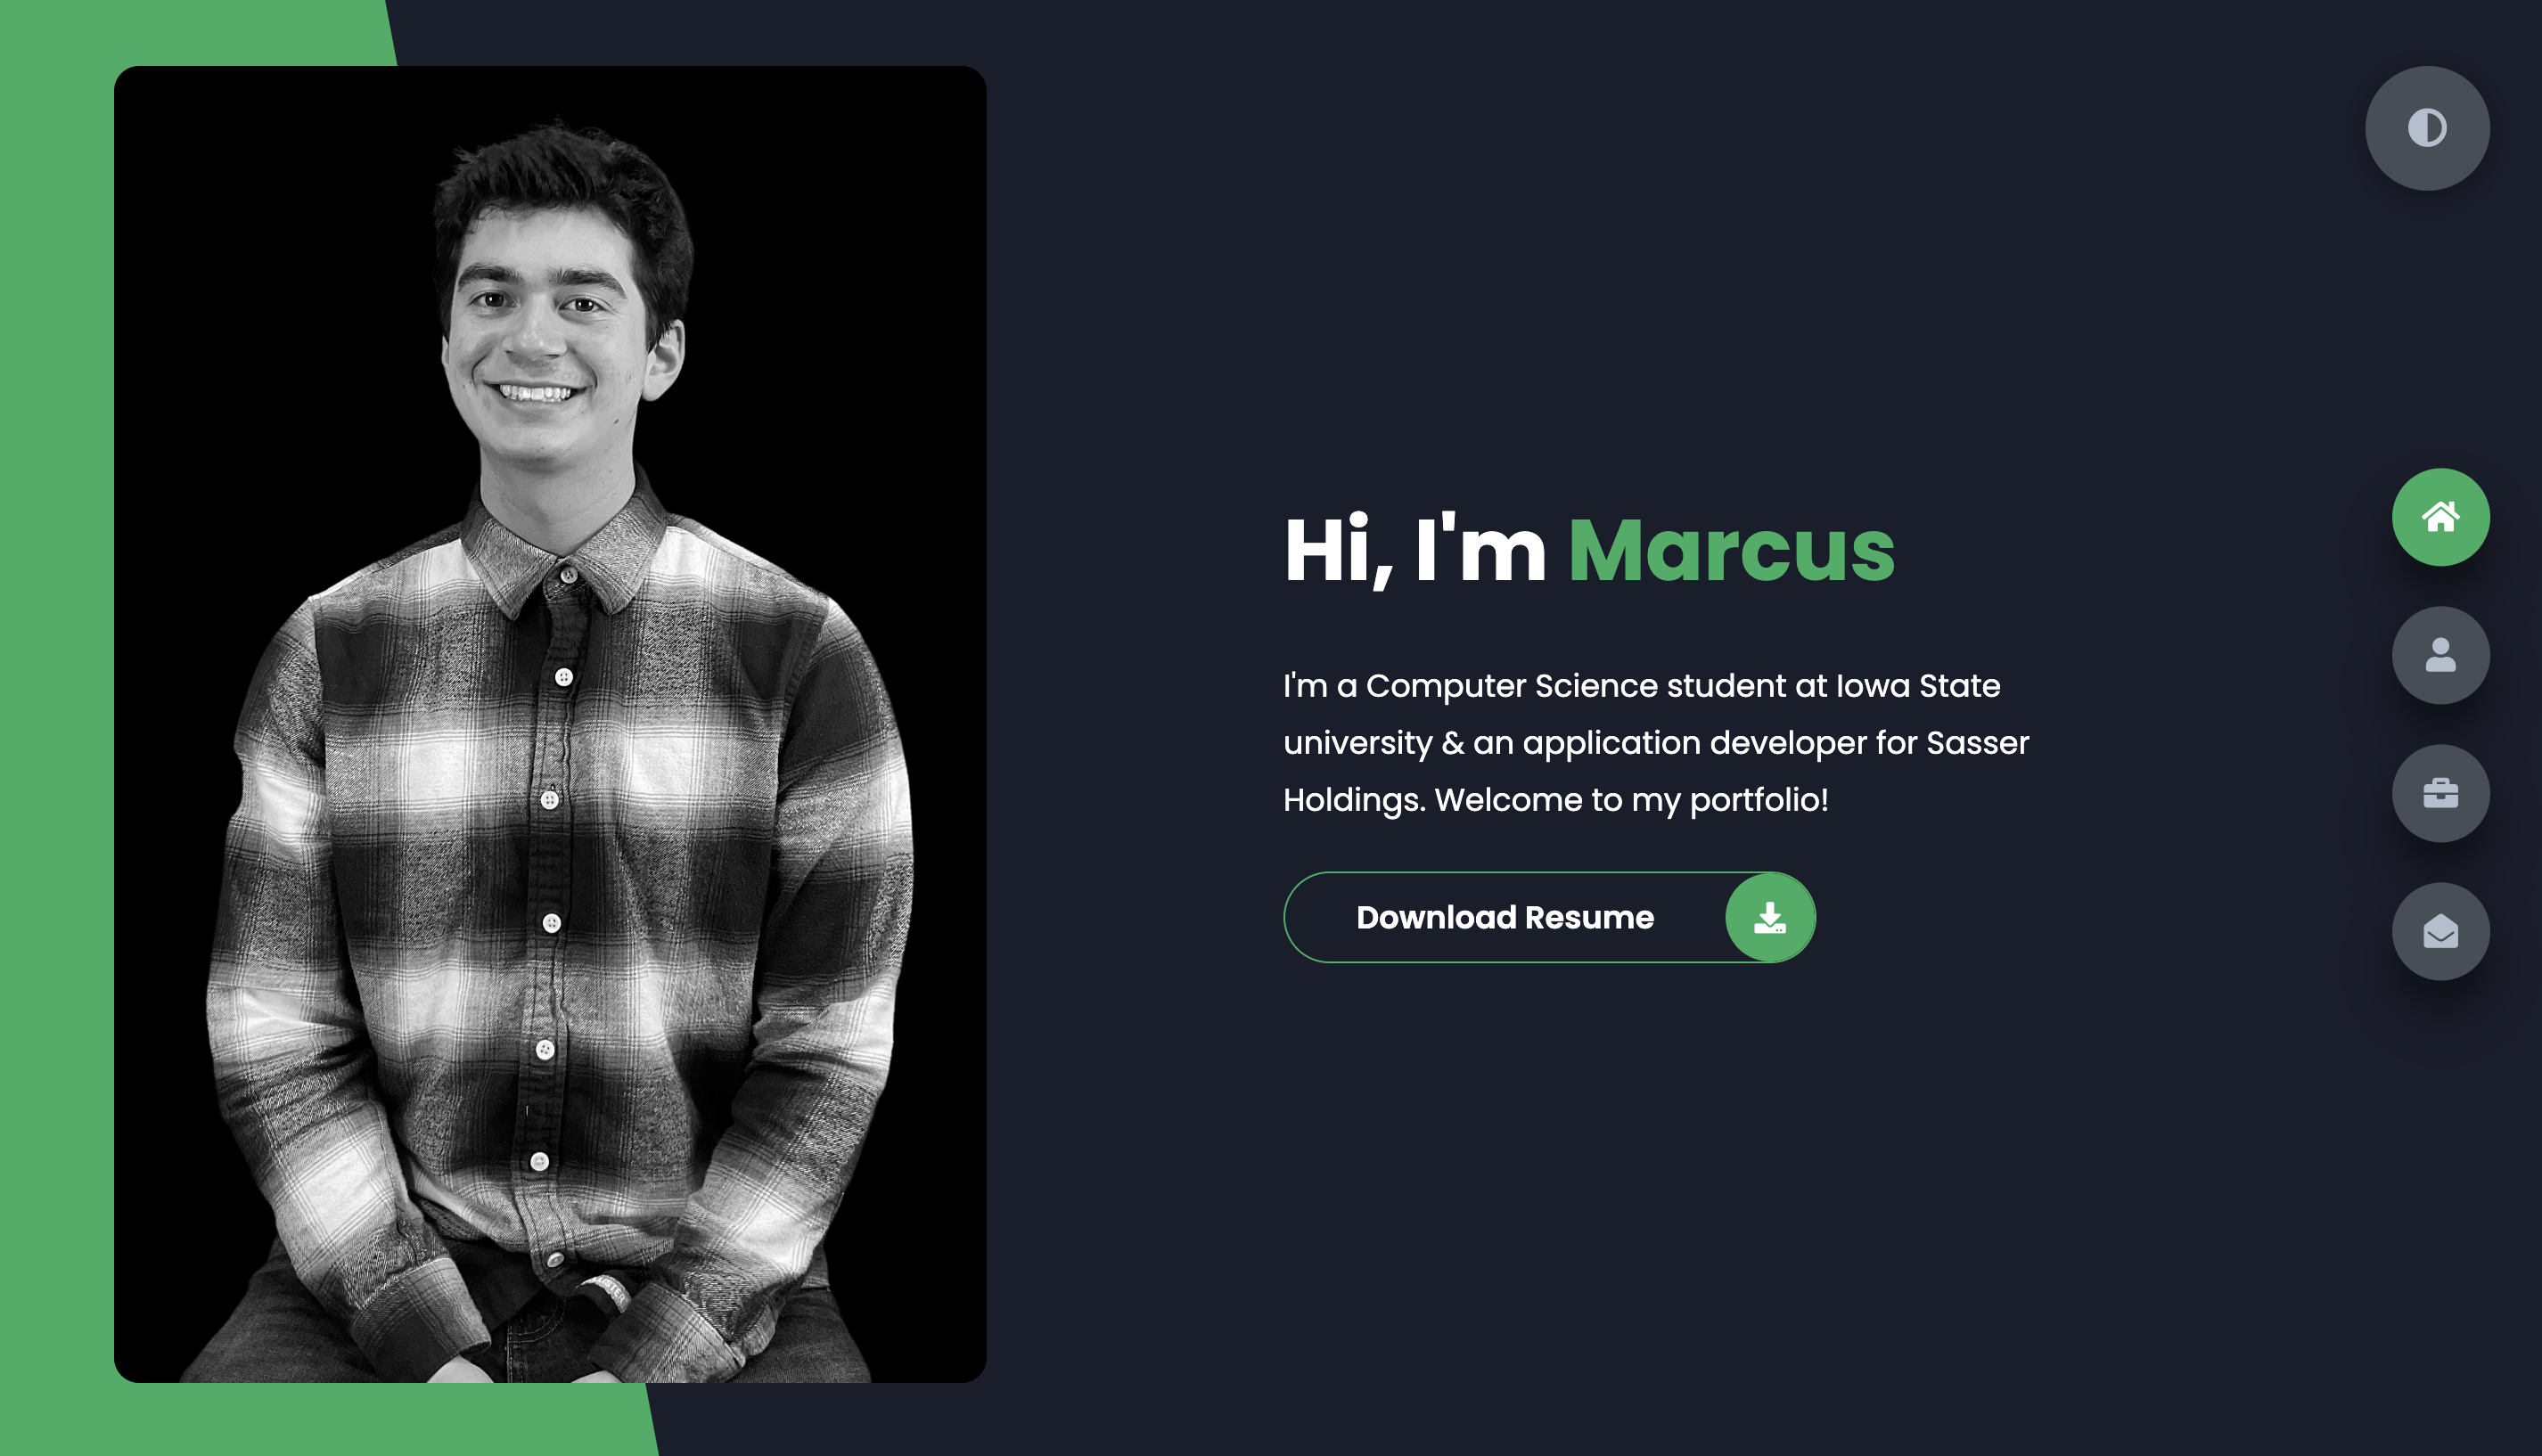 Hi, I'm Marcus
I'm a Computer Science student at Iowa State
university & an application developer for Sasser
Holdings. Welcome to my portfolio!
Download Resume